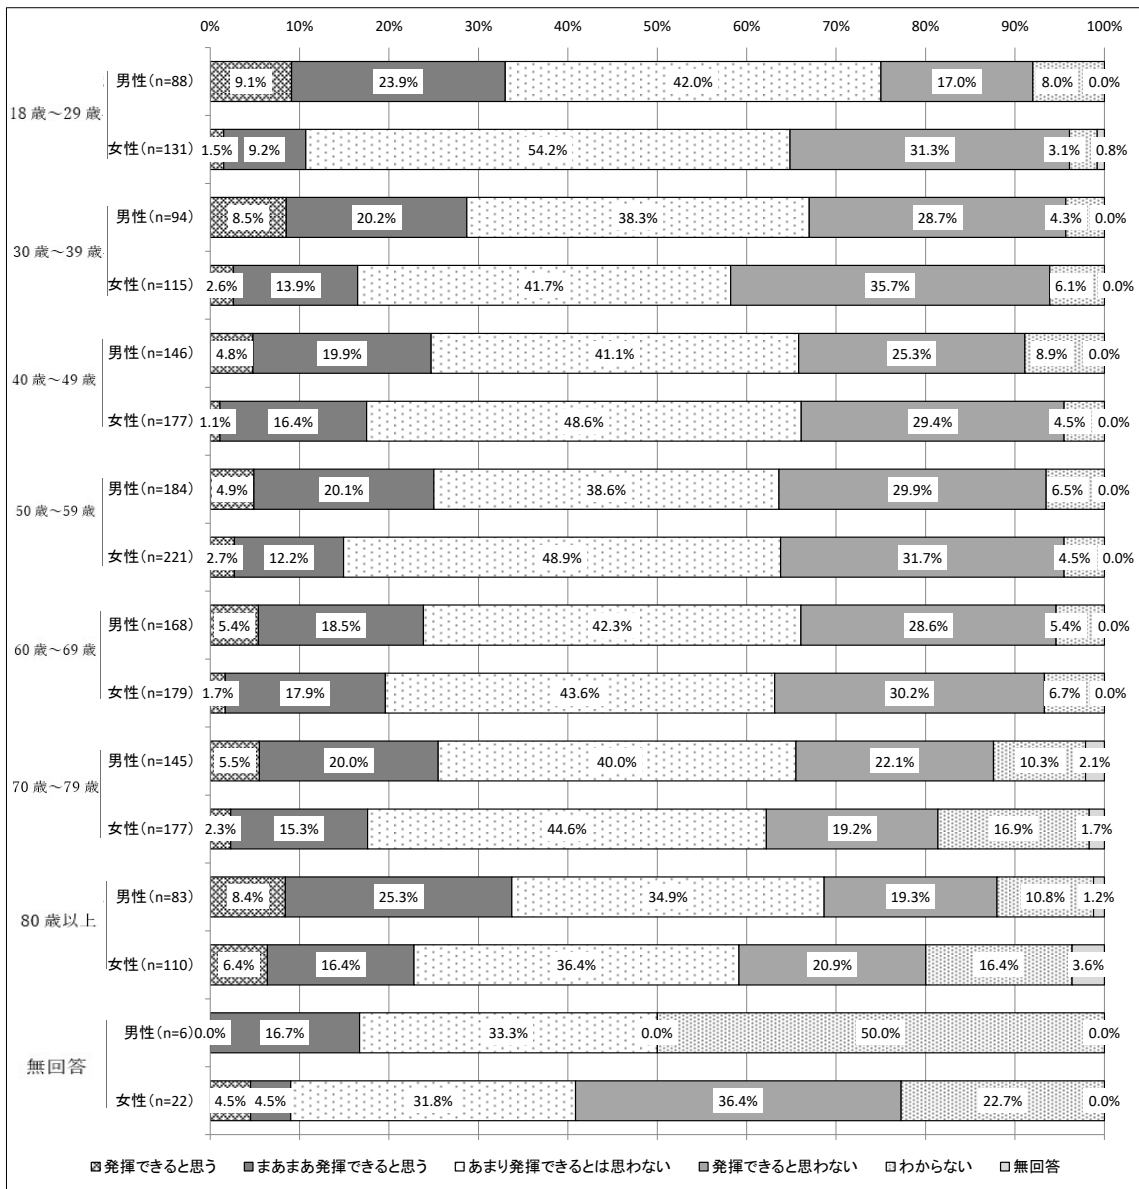 0% 10% 20% 30% 40% 50% 60% 70% 80% 90% 100%
18歳～29歳
男性(n=88) 9.1% 23.9% 42.0% 17.0% 8.0% 0.0%
女性(n=131) 1.5% 9.2% 54.2% 31.3% 3.1% 0.8%
30歳～39歳
男性(n=94) 8.5% 20.2% 38.3% 28.7% 4.3% 0.0%
女性(n=115) 2.6% 13.9% 41.7% 35.7% 6.1% 0.0%
40歳～49歳
男性(n=146) 4.8% 19.9% 41.1% 25.3% 8.9% 0.0%
女性(n=177) 1.1% 16.4% 48.6% 29.4% 4.5% 0.0%
50歳～59歳
男性(n=184) 4.9% 20.1% 38.6% 29.9% 6.5% 0.0%
女性(n=221) 2.7% 12.2% 48.9% 31.7% 4.5% 0.0%
60歳～69歳
男性(n=168) 5.4% 18.5% 42.3% 28.6% 5.4% 0.0%
女性(n=179) 1.7% 17.9% 43.6% 30.2% 6.7% 0.0%
70歳～79歳
男性(n=145) 5.5% 20.0% 40.0% 22.1% 10.3% 2.1%
女性(n=177) 2.3% 15.3% 44.6% 19.2% 16.9% 1.7%
80歳以上
男性(n=83) 8.4% 25.3% 34.9% 19.3% 10.8% 1.2%
女性(n=110) 6.4% 16.4% 36.4% 20.9% 16.4% 3.6%
無回答
男性(n=6) 0.0% 16.7% 33.3% 0.0% 50.0% 0.0%
女性(n=22) 4.5% 4.5% 31.8% 36.4% 22.7% 0.0%
発揮できると思う まあまあ発揮できると思う あまり発揮できるとは思わない 発揮できると思わない わからない 無回答